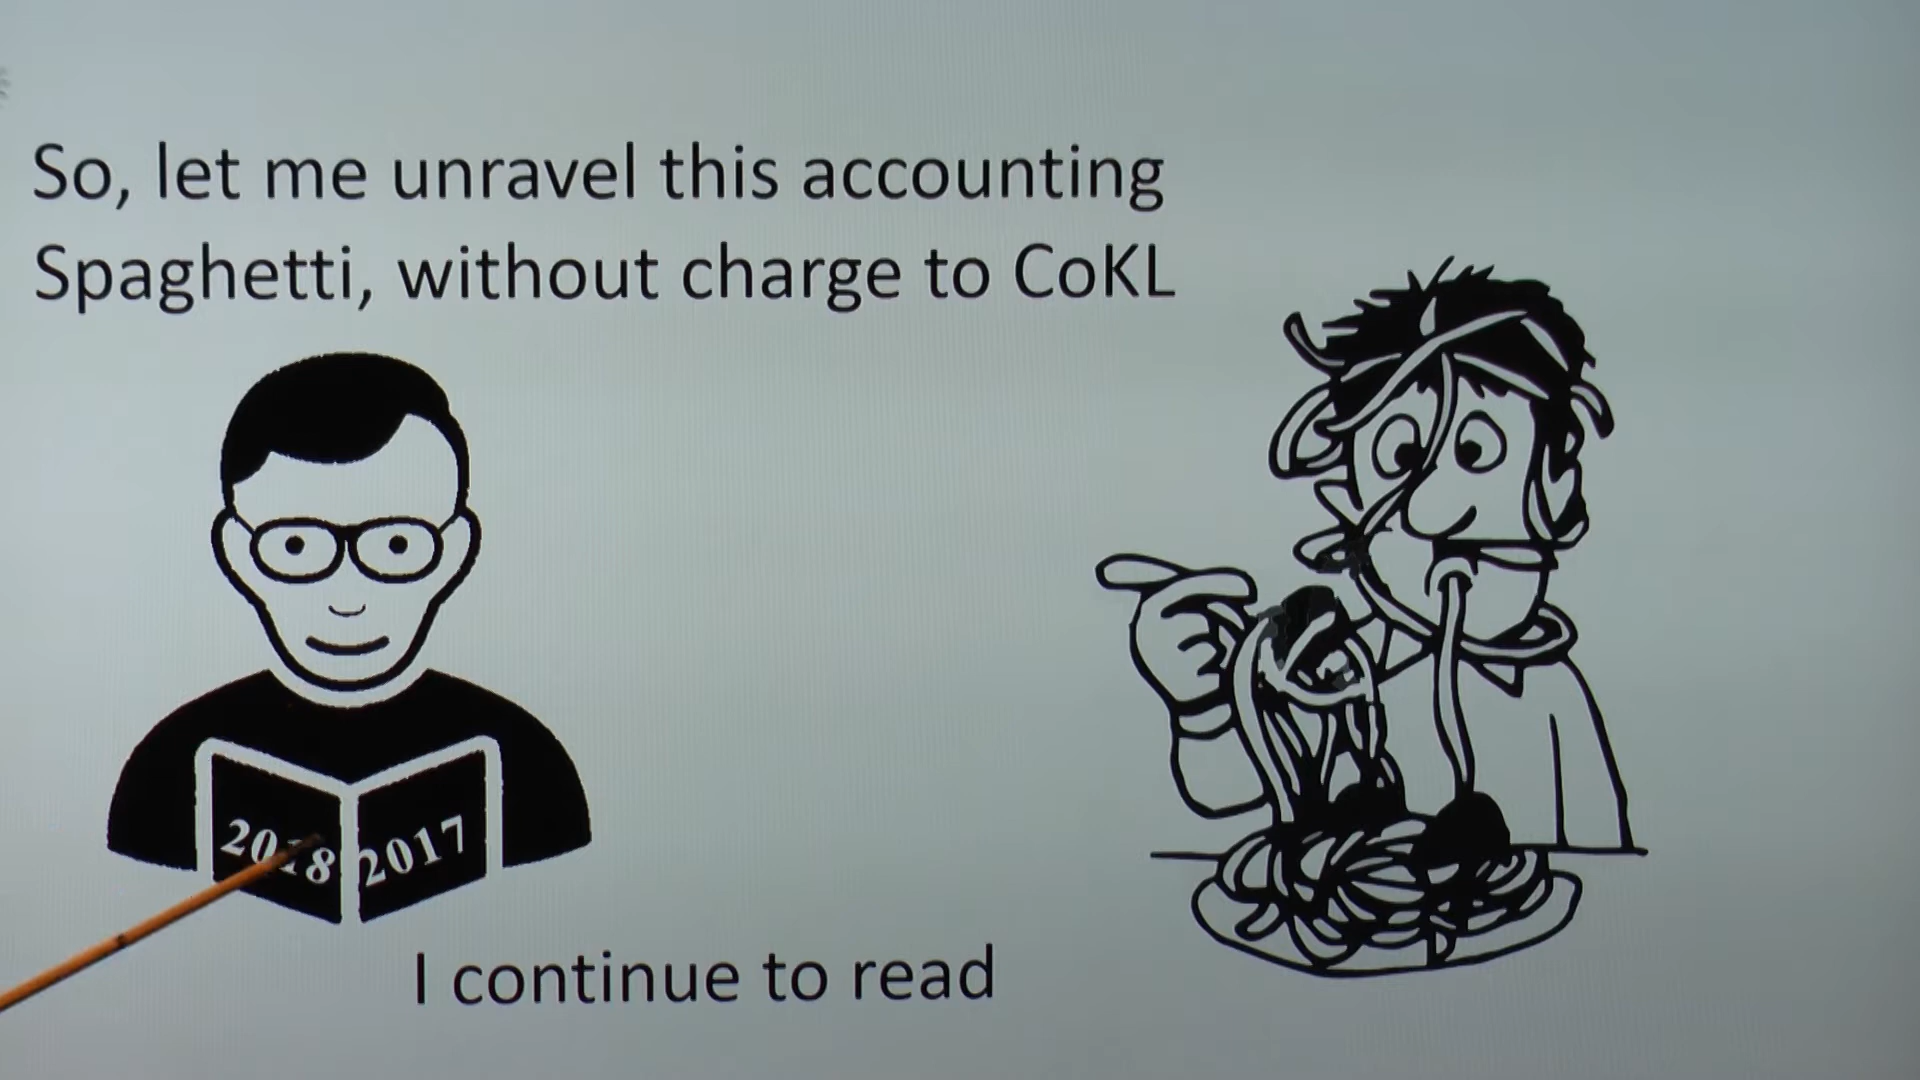 So, let me unravel this accounting
Spaghetti, without charge to CoKL
2018 2017
I continue to read